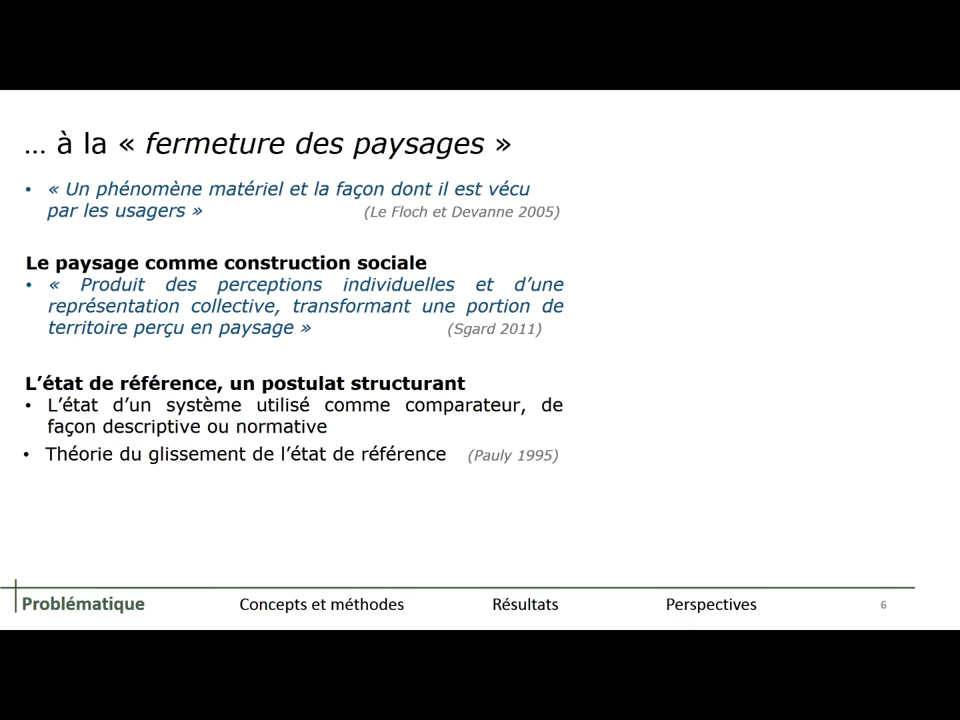 ... à la « fermeture des paysages »
• « Un phénomène matériel et la façon dont il est vécu
par les usagers » (Le Floch et Devanne 2005)
Le paysage comme construction sociale
• « Produit des perceptions individuelles et d’une
représentation collective, transformant une portion de
territoire perçu en paysage » (Sgard 2011)
L’état de référence, un postulat structurant
• L’état d’un système utilisé comme comparateur, de
façon descriptive ou normative
• Théorie du glissement de l’état de référence (Pauly 1995)
Problématique Concepts et méthodes Résultats Perspectives 6